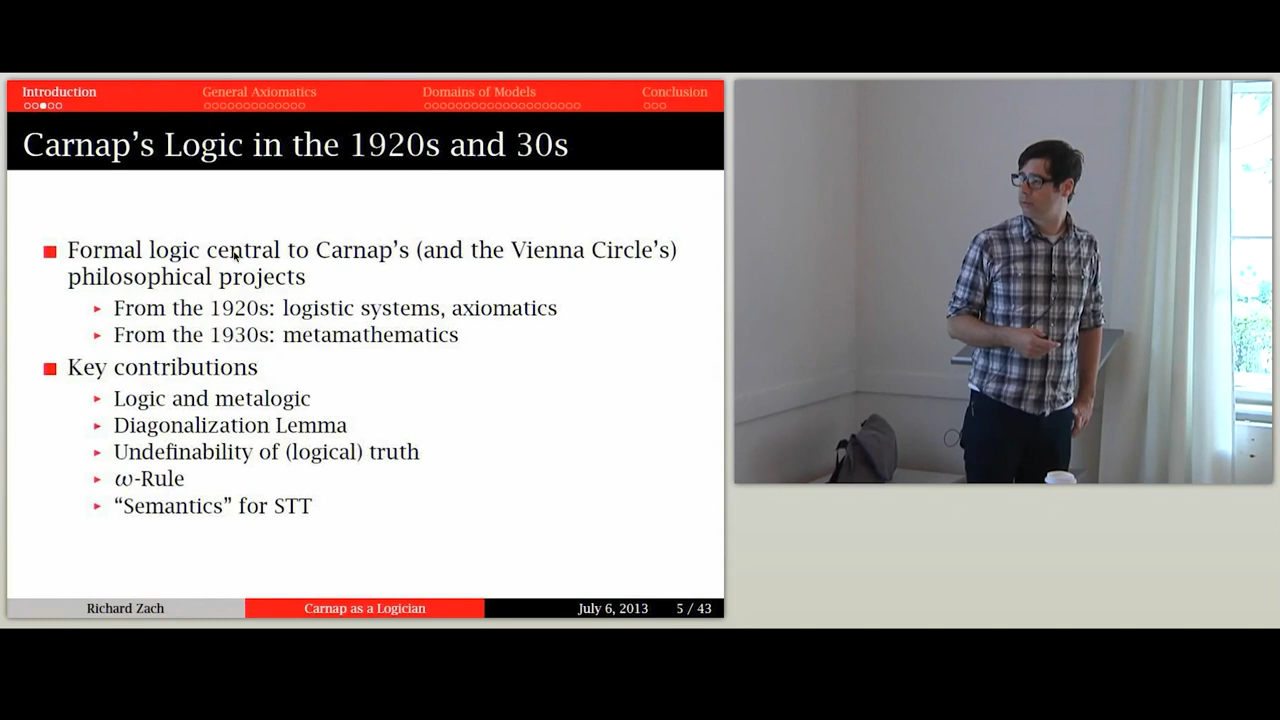 Introduction General Axiomatics Domains of Models Conclusion
Carnap's Logic in the 1920s and 30s
Formal logic central to Carnap's (and the Vienna Circle's)
philosophical projects
From the 1920s: logistic systems, axiomatics
From the 1930s: metamathematics
Key contributions
Logic and metalogic
Diagonalization Lemma
Undefinability of (logical) truth
ω-Rule
“Semantics” for STT
Richard Zach Carnap as a Logician July 6, 2013 5 / 43